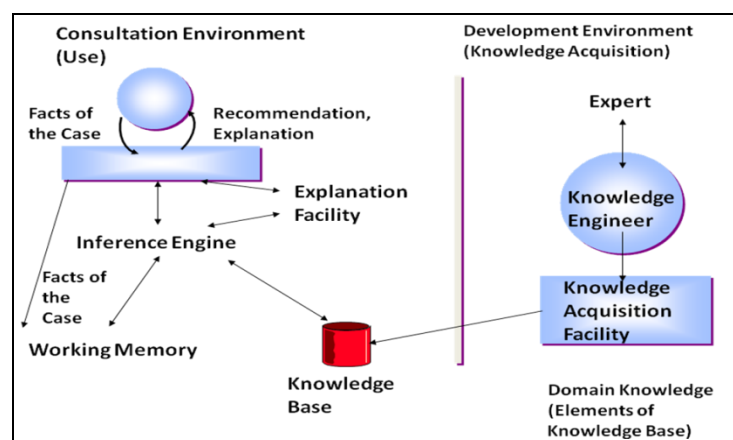 Consultation Environment
(Use)
Facts of
the Case
Recommendation,
Explanation
Explanation
Facility
Inference Engine
Facts of
the
Case
Working Memory
Knowledge
Base
Development Environment
(Knowledge Acquisition)
Expert
Knowledge
Engineer
Knowledge
Acquisition
Facility
Domain Knowledge
(Elements of
Knowledge Base)